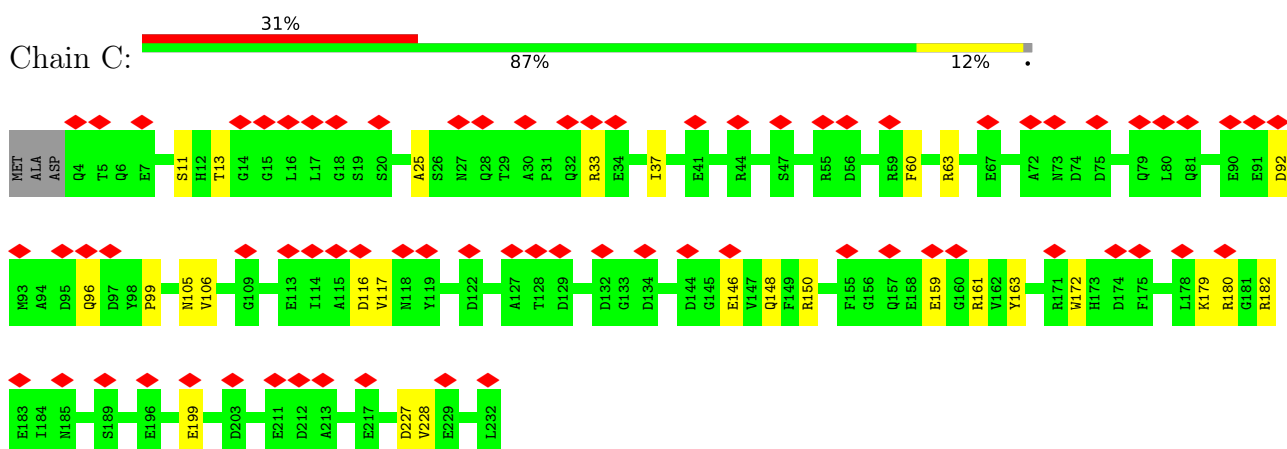 31%
Chain C:
87% 12% •
MET ALA ASP Q4 T5 Q6 E7 S11 H12 T13 G14 G15 L16 L17 G18 S19 S20 A25 S26 N27 Q28 T29 A30 P31 Q32 R33 E34 I37 E41 R44 S47 R55 D56 R59 F60 R63 E67 A72 N73 D74 D75 Q79 L80 Q81 E90 E91 D92
M93 A94 D95 Q96 D97 Y98 P99 N105 V106 G109 E113 I114 A115 D116 V117 N118 Y119 D122 A127 T128 D129 D132 G133 D134 D144 G145 E146 V147 Q148 F149 R150 F155 G156 Q157 E158 E159 G160 R161 V162 Y163 R171 W172 H173 D174 F175 L178 K179 R180 G181 R182
E183 I184 N185 S189 E196 E199 D203 E211 D212 A213 E217 D227 V228 E229 L232